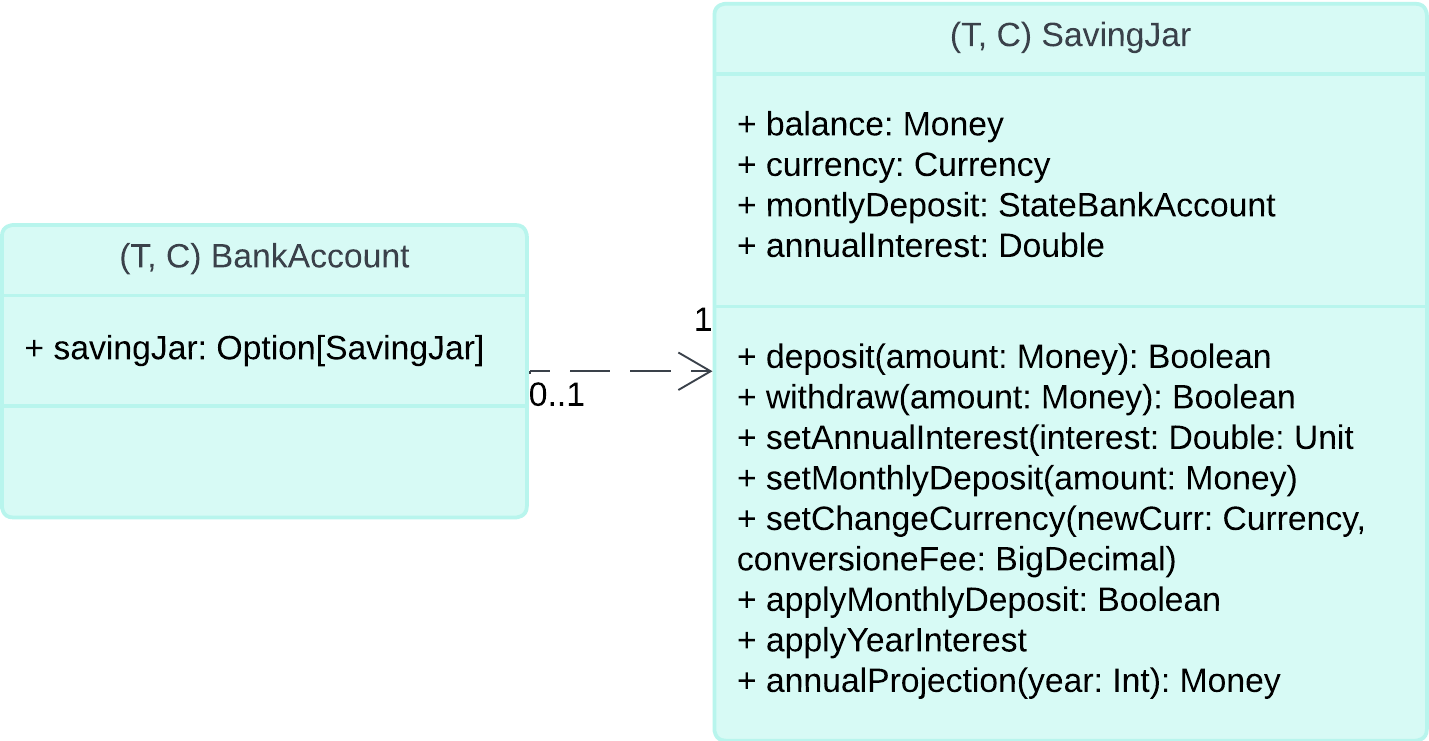 (T, C) BankAccount
+ savingJar: Option[SavingJar]
0..1
1
(T, C) SavingJar
+ balance: Money
+ currency: Currency
+ montlyDeposit: StateBankAccount
+ annualInterest: Double
+ deposit(amount: Money): Boolean
+ withdraw(amount: Money): Boolean
+ setAnnualInterest(interest: Double: Unit
+ setMonthlyDeposit(amount: Money)
+ setChangeCurrency(newCurr: Currency,
conversioneFee: BigDecimal)
+ applyMonthlyDeposit: Boolean
+ applyYearInterest
+ annualProjection(year: Int): Money